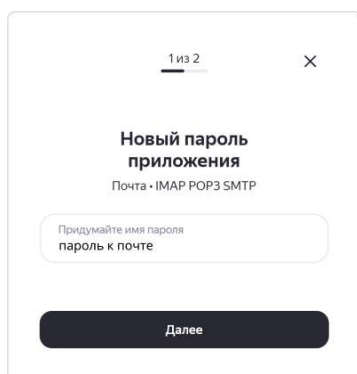 1 из 2
Новый пароль
приложения
Почта • IMAP POP3 SMTP
Придумайте имя пароля
пароль к почте
Далее